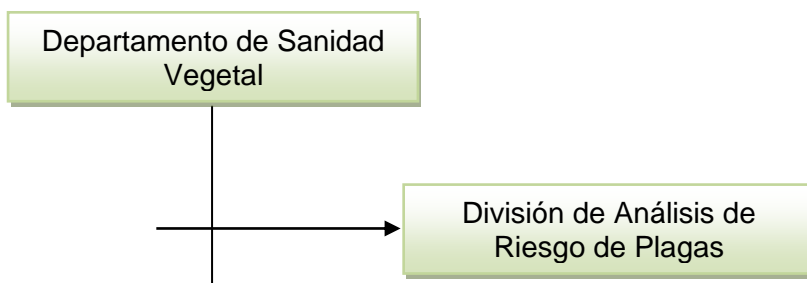 Departamento de Sanidad
Vegetal
División de Análisis de
Riesgo de Plagas